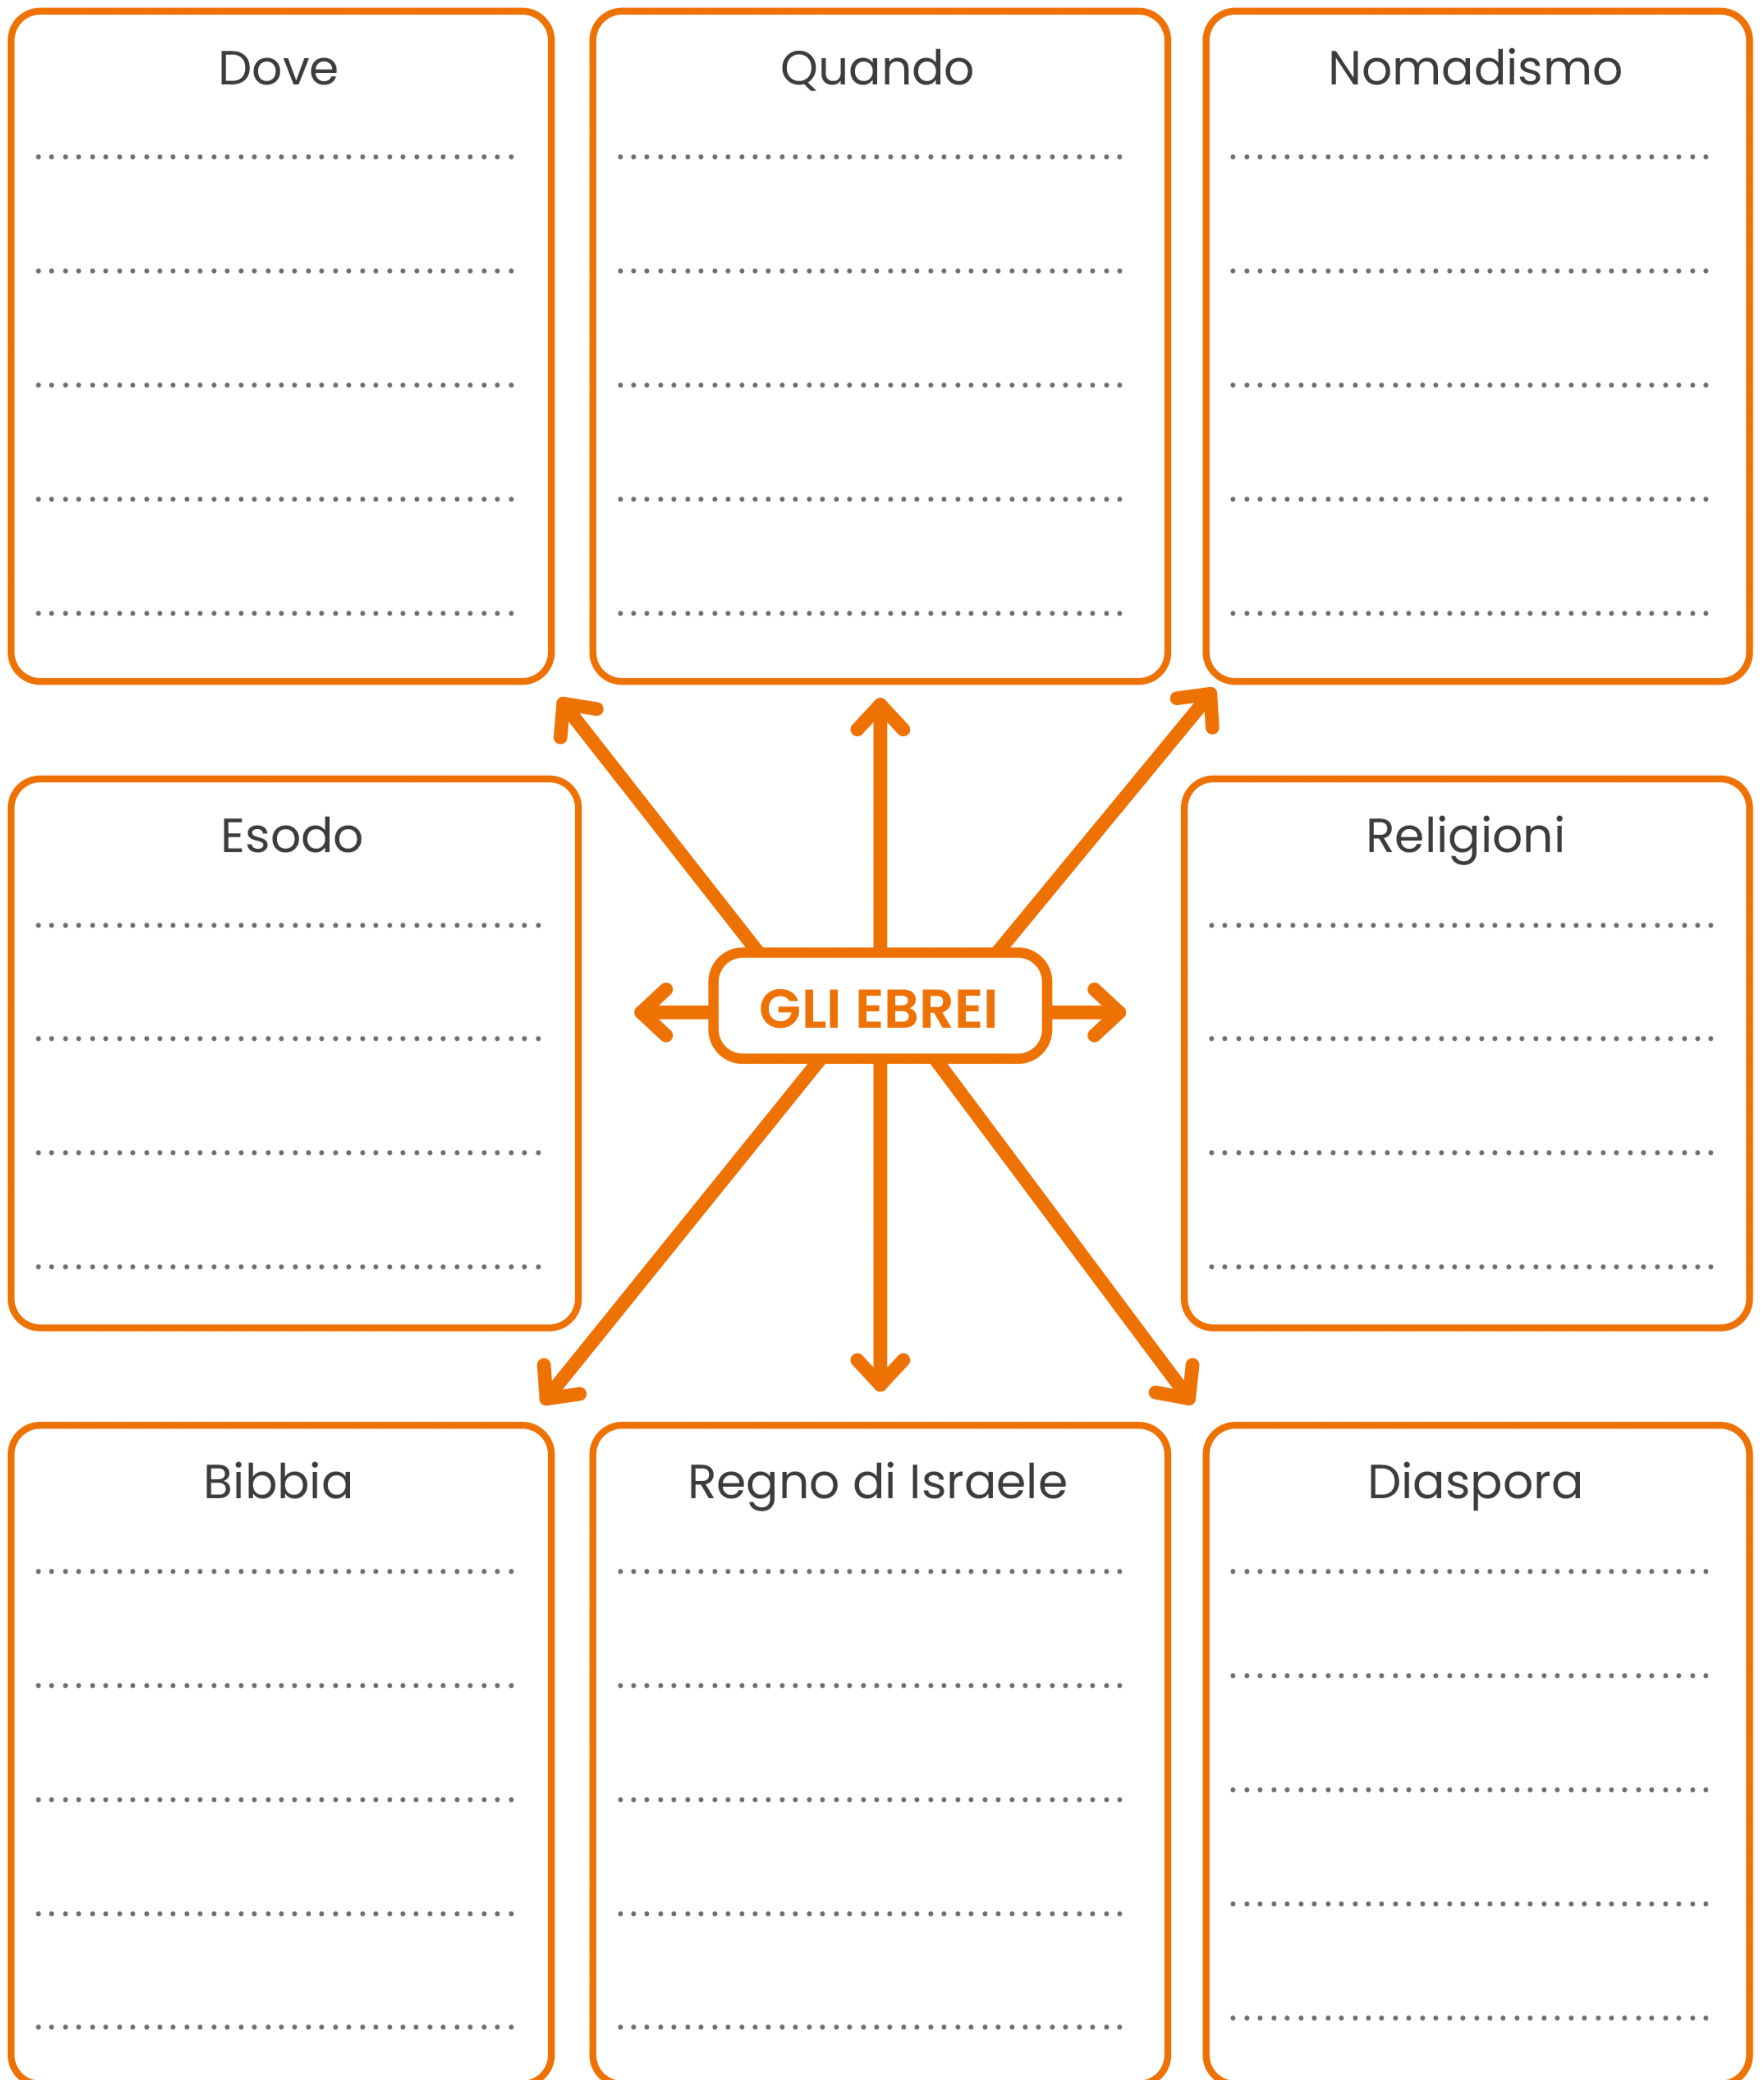 Dove
Quando
Nomadismo
Esodo
Religioni
GLI EBREI
Bibbia
Regno di Israele
Diaspora